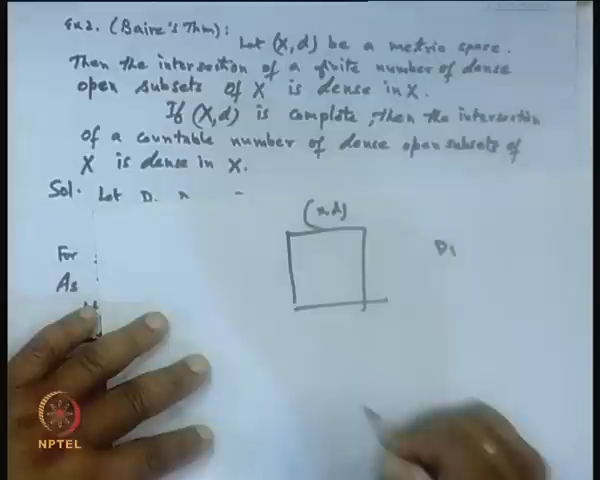 Ex 2. (Baire's Thm):
Let (X, d) be a metric space.
Then the intersection of a finite number of dense
open subsets of X is dense in X.
If (X, d) is complete, then the intersection
of a countable number of dense open subsets of
X is dense in X.
Sol. Let D.
(X, d)
D1
For
As
NPTEL